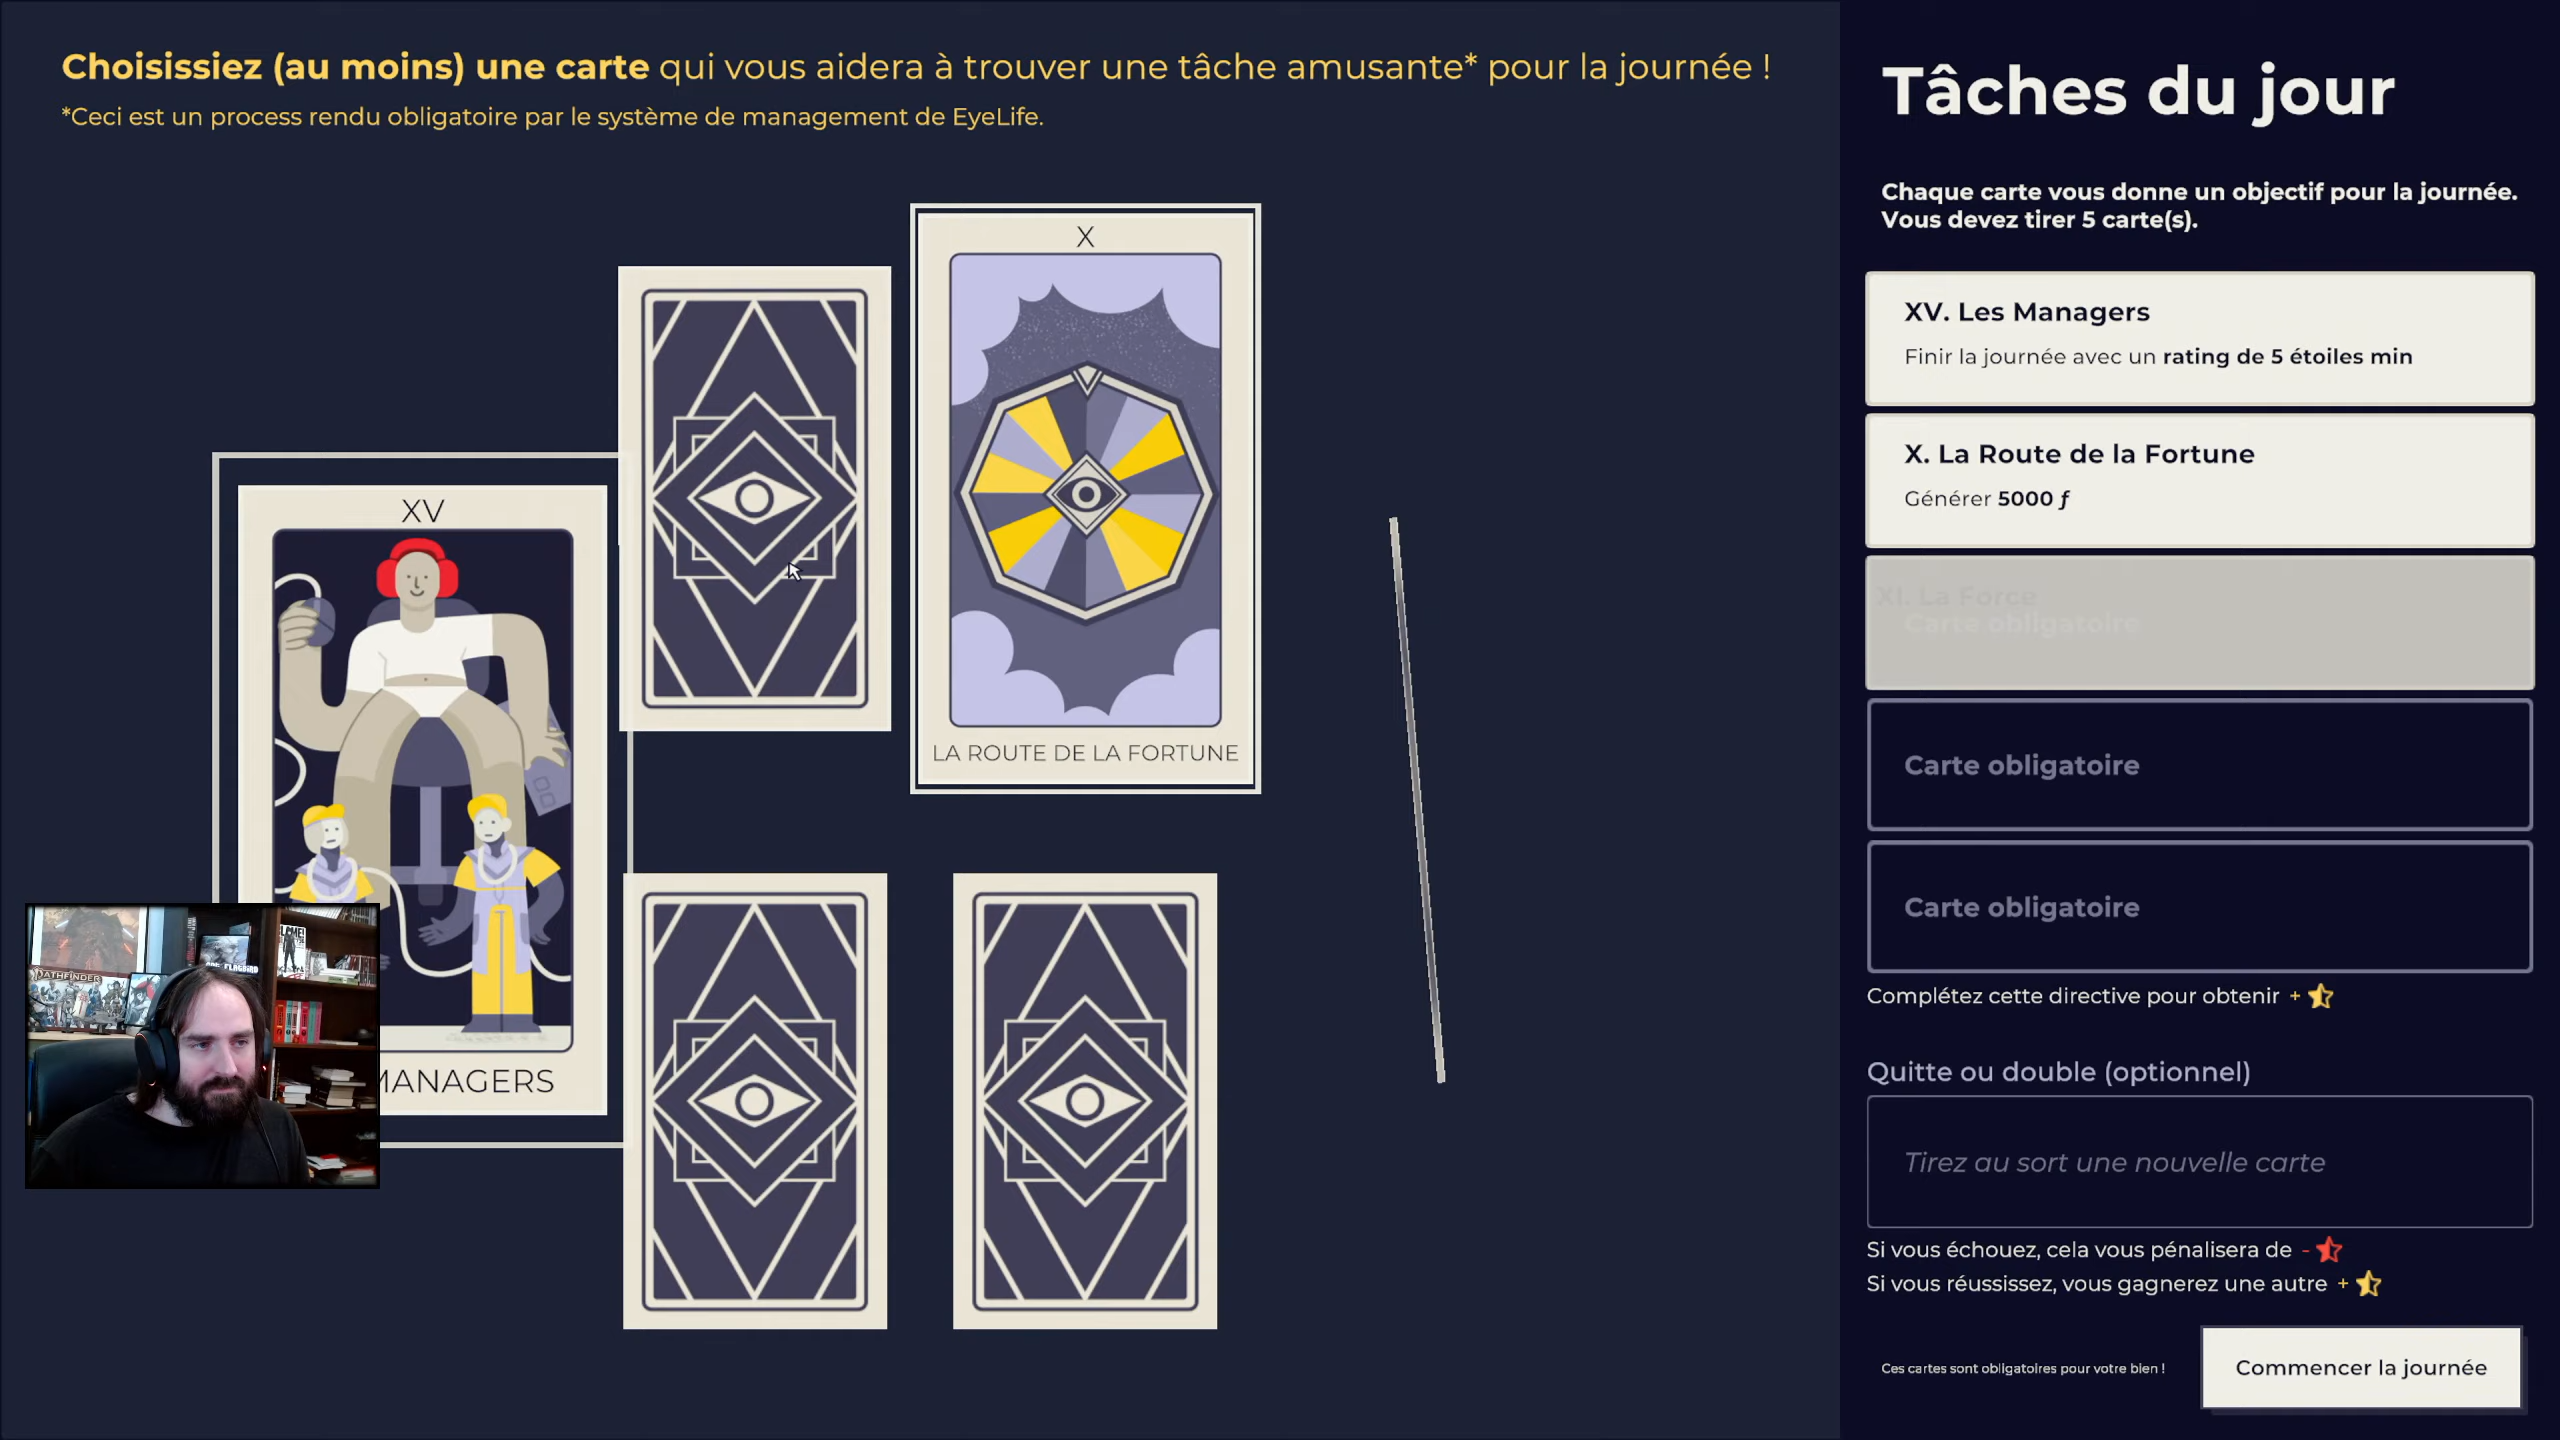 Choisissiez (au moins) une carte qui vous aidera à trouver une tâche amusante* pour la journée !
*Ceci est un process rendu obligatoire par le système de management de EyeLife.
X
LA ROUTE DE LA FORTUNE
XV
MANAGERS
PATHFINDER
Tâches du jour
Chaque carte vous donne un objectif pour la journée.
Vous devez tirer 5 carte(s).
XV. Les Managers
Finir la journée avec un rating de 5 étoiles min
X. La Route de la Fortune
Générer 5000 ƒ
XI. La Force
Carte obligatoire
Carte obligatoire
Carte obligatoire
Complétez cette directive pour obtenir +
Quitte ou double (optionnel)
Tirez au sort une nouvelle carte
Si vous échouez, cela vous pénalisera de -
Si vous réussissez, vous gagnerez une autre +
Ces cartes sont obligatoires pour votre bien !
Commencer la journée